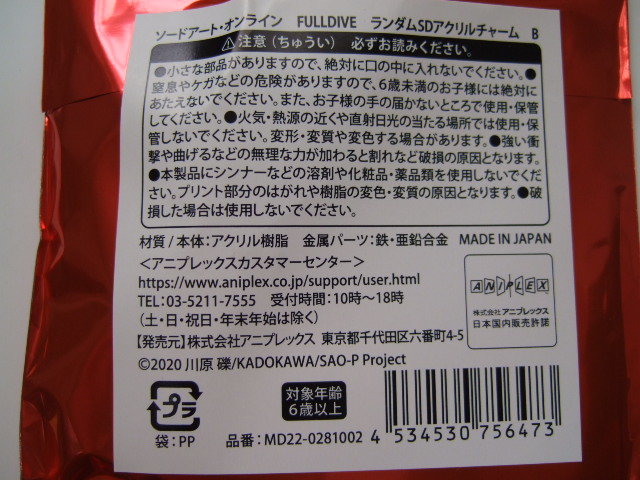 ソードアート・オンライン FULLDIVE ランダムSDアクリルチャーム B
⚠注意（ちゅうい） 必ずお読みください。
●小さな部品がありますので、絶対に口の中に入れないでください。●
窒息やケガなどの危険がありますので、6歳未満のお子様には絶対に
あたえないでください。また、お子様の手の届かないところで使用・保管
してください。●火気・熱源の近くや直射日光の当たる場所では使用・保
管しないでください。変形・変質や変色する場合があります。●強い衝
撃や曲げるなどの無理な力が加わると割れなど破損の原因となります。
●本製品にシンナーなどの溶剤や化粧品・薬品類を使用しないでください。
プリント部分のはがれや樹脂の変色・変質の原因となります。●破
損した場合は使用しないでください。
材質/本体:アクリル樹脂 金属パーツ:鉄・亜鉛合金 MADE IN JAPAN
<アニプレックスカスタマーセンター>
https://www.aniplex.co.jp/support/user.html
TEL:03-5211-7555 受付時間:10時～18時
(土・日・祝日・年末年始は除く)
【発売元】株式会社アニプレックス 東京都千代田区六番町4-5
©2020 川原 礫/KADOKAWA/SAO-P Project
ANIPLEX
株式会社 アニプレックス
日本国内販売許諾
プラ
袋:PP
対象年齢
6歳以上
品番:MD22-0281002
4 534530 756473